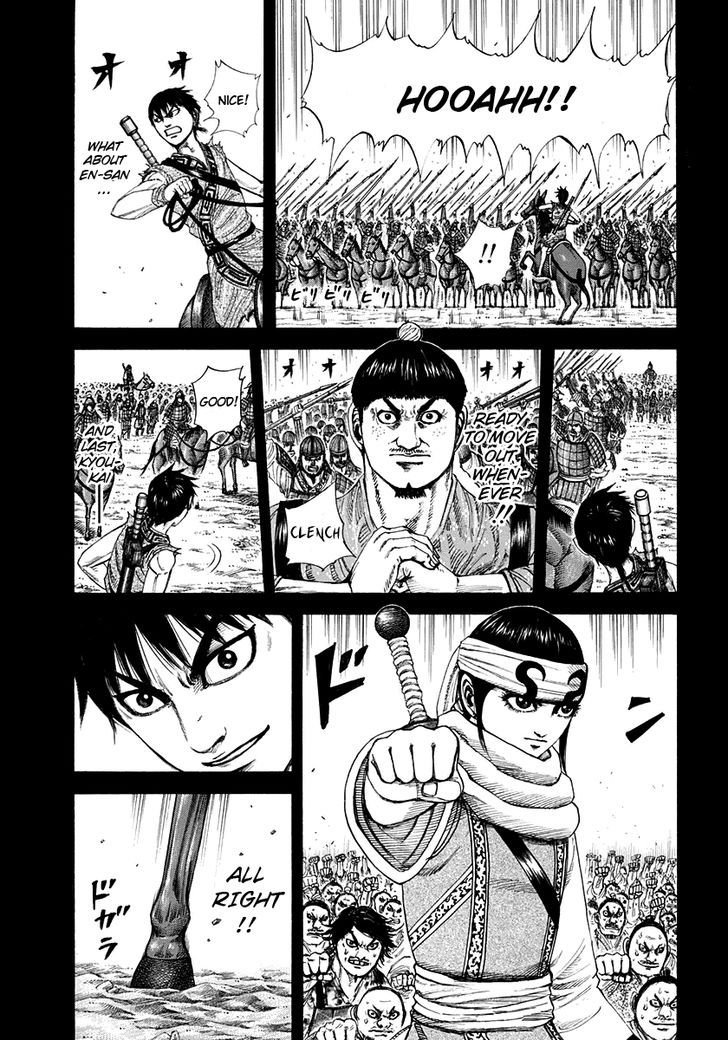 HOOAHH!!
!!
ビリ ビリ ビリ
オオ
NICE!
WHAT
ABOUT
EN-SAN
...
オオ
READY
TO MOVE
OUT
WHEN-
EVER
!!
CLENCH
GOOD!
AND
LAST,
KYOU-
KAI
ドン
ALL
RIGHT
!!
ドガラ